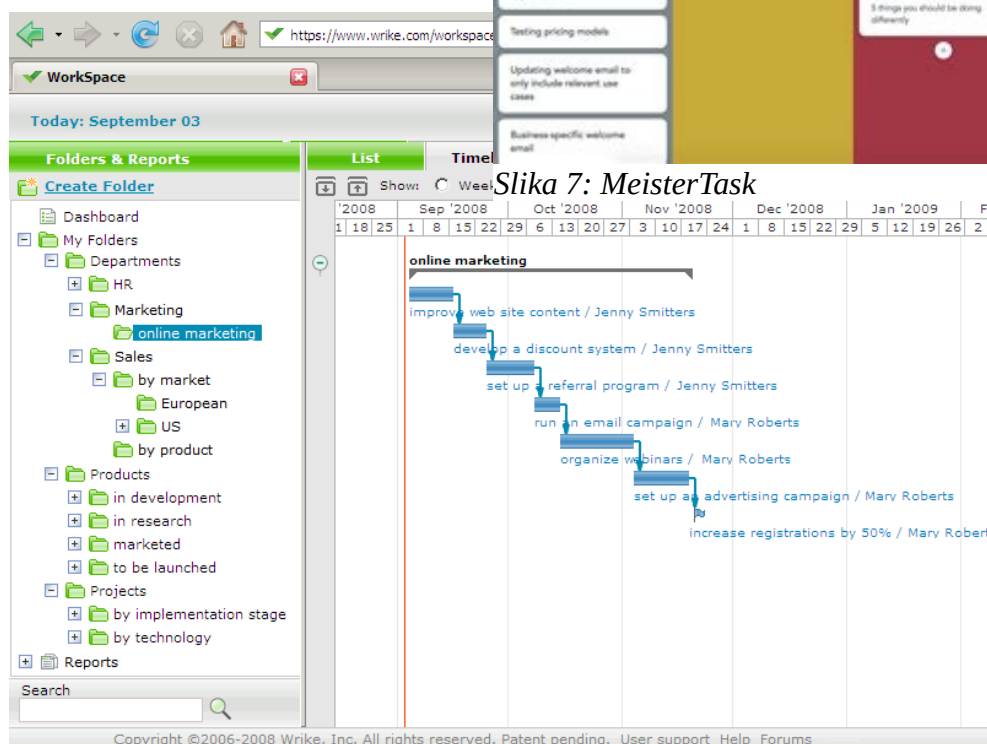 https://www.wrike.com/workspace
WorkSpace
Today: September 03
5 things you should be doing
differently
Testing pricing models
Updating welcome email to
only include relevant use
cases
Business-specific welcome
email
Slika 7: MeisterTask
Folders & Reports
Create Folder
Dashboard
My Folders
Departments
HR
Marketing
online marketing
Sales
by market
European
US
by product
Products
in development
in research
marketed
to be launched
Projects
by implementation stage
by technology
Reports
Search
List
Show:
'2008 Sep '2008 Oct '2008 Nov '2008 Dec '2008 Jan '2009
1 18 25 1 8 15 22 29 6 13 20 27 3 10 17 24 1 8 15 22 29 5 12 19 26 2
online marketing
improve web site content / Jenny Smitters
develop a discount system / Jenny Smitters
set up a referral program / Jenny Smitters
run an email campaign / Mary Roberts
organize webinars / Mary Roberts
set up an advertising campaign / Mary Roberts
increase registrations by 50% / Mary Robert
Copyright ©2006-2008 Wrike, Inc. All rights reserved. Patent pending. User support Help Forums